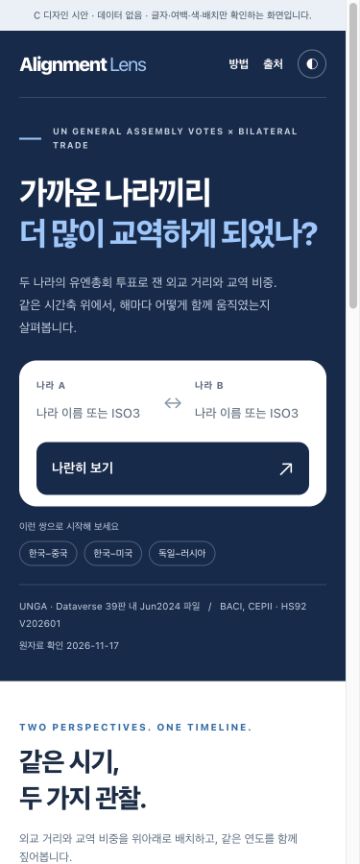 C 디자인 시안 · 데이터 없음 · 글자·여백·색·배치만 확인하는 화면입니다.
Alignment Lens 방법 출처
UN GENERAL ASSEMBLY VOTES × BILATERAL
TRADE
가까운 나라끼리
더 많이 교역하게 되었나?
두 나라의 유엔총회 투표로 잰 외교 거리와 교역 비중.
같은 시간축 위에서, 해마다 어떻게 함께 움직였는지
살펴봅니다.
나라 A 나라 B
나라 이름 또는 ISO3 ↔ 나라 이름 또는 ISO3
나란히 보기 ↗
이런 쌍으로 시작해 보세요
한국–중국 한국–미국 독일–러시아
UNGA · Dataverse 39판 내 Jun2024 파일 / BACI, CEPII · HS92
V202601
원자료 확인 2026-11-17
TWO PERSPECTIVES. ONE TIMELINE.
같은 시기,
두 가지 관찰.
외교 거리와 교역 비중을 위아래로 배치하고, 같은 연도를 함께
짚어봅니다.